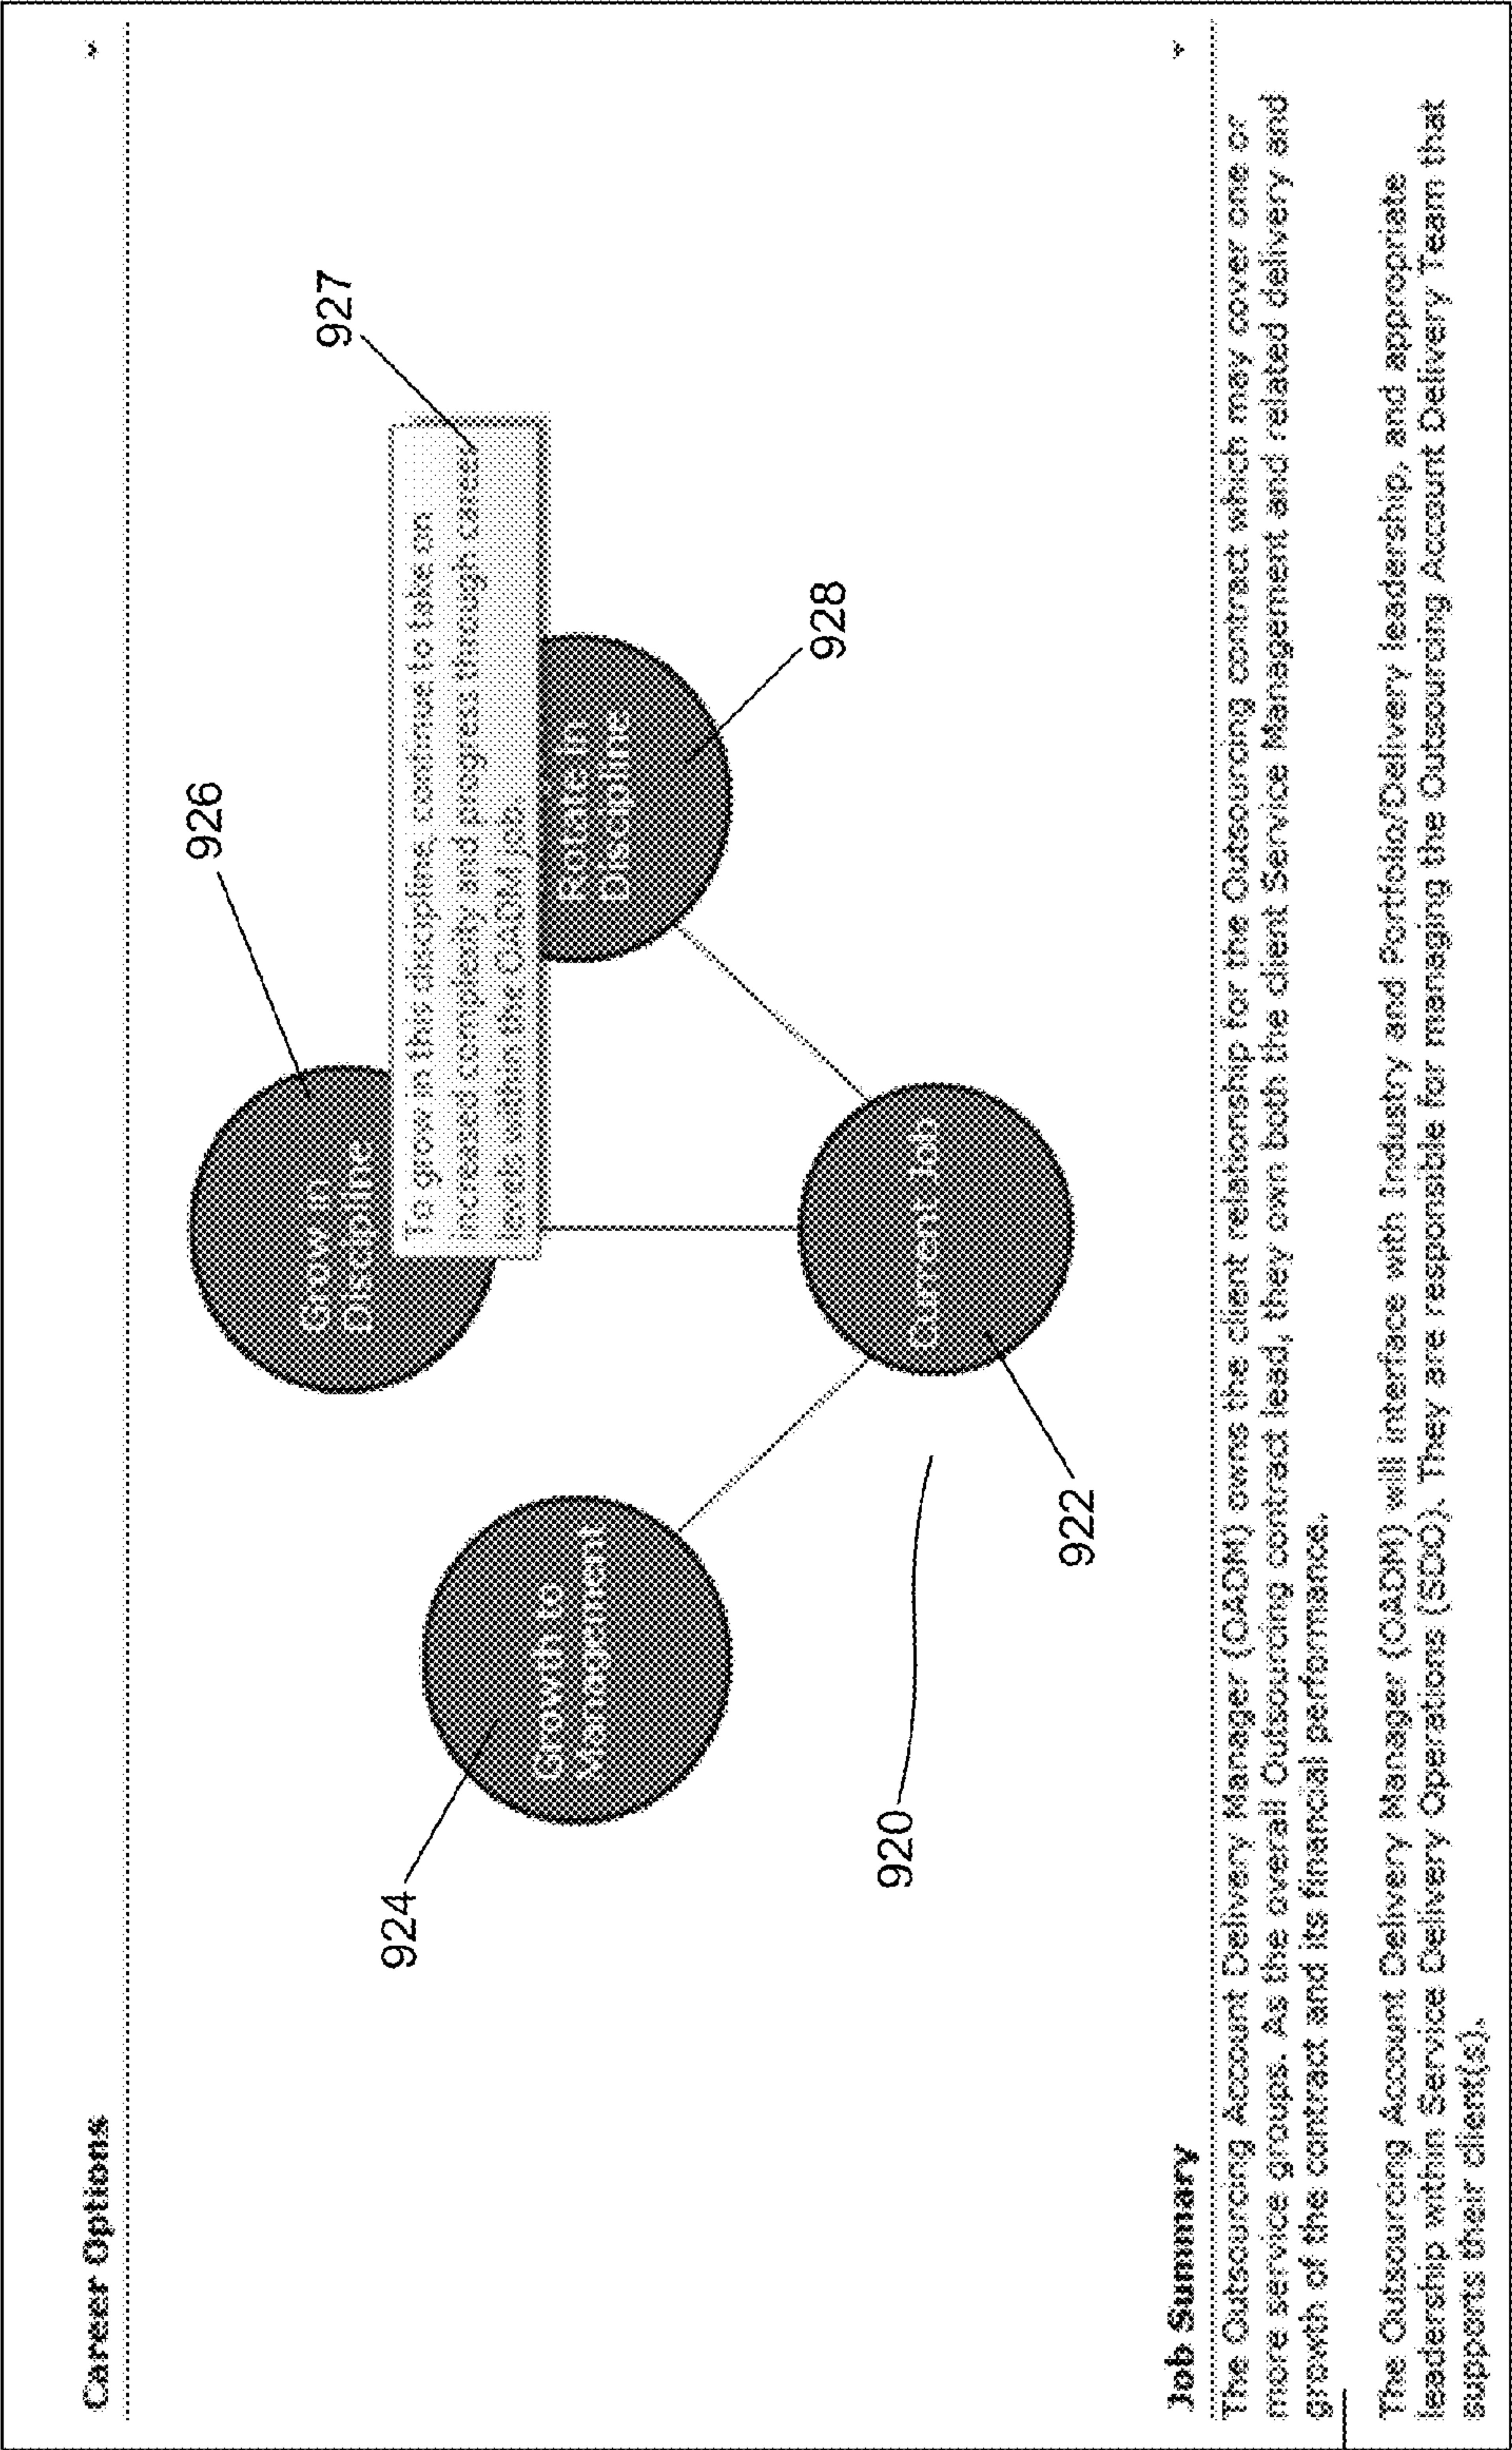 Career Options
926
927
Grow in
Discipline
To grow in this discipline, continue to take on
increased complexity and progress through career
levels within the OADM job.
924
Growth to
Management
Rotate in
Discipline
928
920
Current Job
922
Job Summary
The Outsourcing Account Delivery Manager (OADM) owns the client relationship for the Outsourcing contract which may cover one or
more service groups. As the overall Outsourcing contract lead, they own both the client Service Management and related delivery and
growth of the contract and its financial performance.
The Outsourcing Account Delivery Manager (OADM) will interface with Industry and Portfolio/Delivery leadership, and appropriate
leadership within Service Delivery Operations (SDO). They are responsible for managing the Outsourcing Account Delivery Team that
supports their client(s).